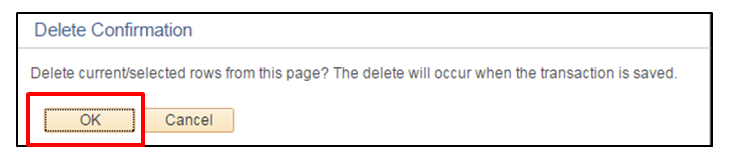 Delete Confirmation
Delete current/selected rows from this page? The delete will occur when the transaction is saved.
OK Cancel